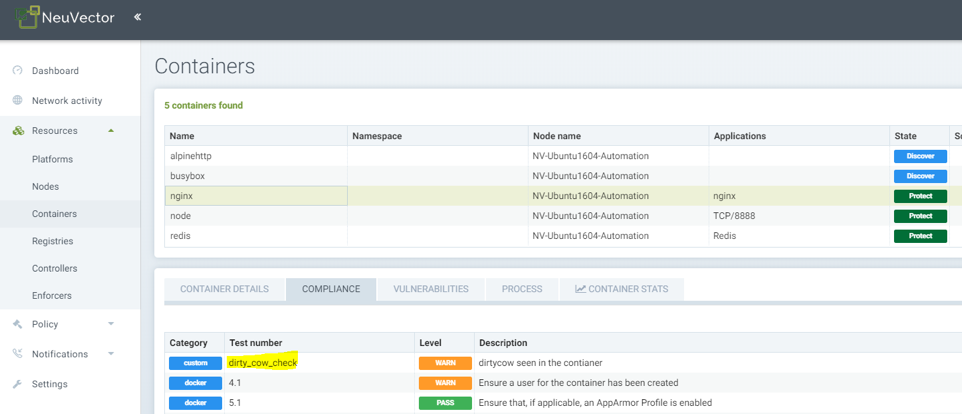 NeuVector «
Dashboard
Network activity
Resources
Platforms
Nodes
Containers
Registries
Controllers
Enforcers
Policy
Notifications
Settings
Containers
5 containers found
Name Namespace Node name Applications State
alpinehttp NV-Ubuntu1604-Automation Discover
busybox NV-Ubuntu1604-Automation Discover
nginx NV-Ubuntu1604-Automation nginx Protect
node NV-Ubuntu1604-Automation TCP/8888 Protect
redis NV-Ubuntu1604-Automation Redis Protect
CONTAINER DETAILS COMPLIANCE VULNERABILITIES PROCESS CONTAINER STATS
Category Test number Level Description
custom dirty_cow_check WARN dirtycow seen in the contianer
docker 4.1 WARN Ensure a user for the container has been created
docker 5.1 PASS Ensure that, if applicable, an AppArmor Profile is enabled